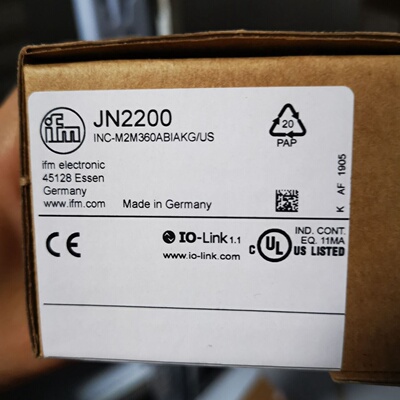 ifm
JN2200
INC-M2M360ABIAKG/US
20
PAP
ifm electronic
45128 Essen
Germany
www.ifm.com
Made in Germany
K AF 1905
CE
IO-Link 1.1
www.io-link.com
C UL US LISTED
IND. CONT.
EQ. 11MA